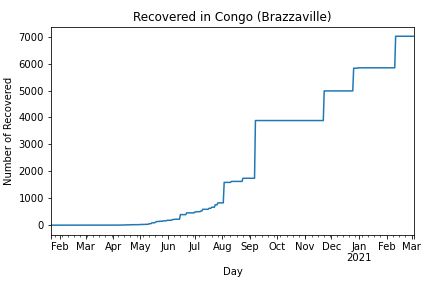 Recovered in Congo (Brazzaville)
Number of Recovered
7000
6000
5000
4000
3000
2000
1000
0
Feb Mar Apr May Jun Jul Aug Sep Oct Nov Dec Jan Feb Mar
2021
Day